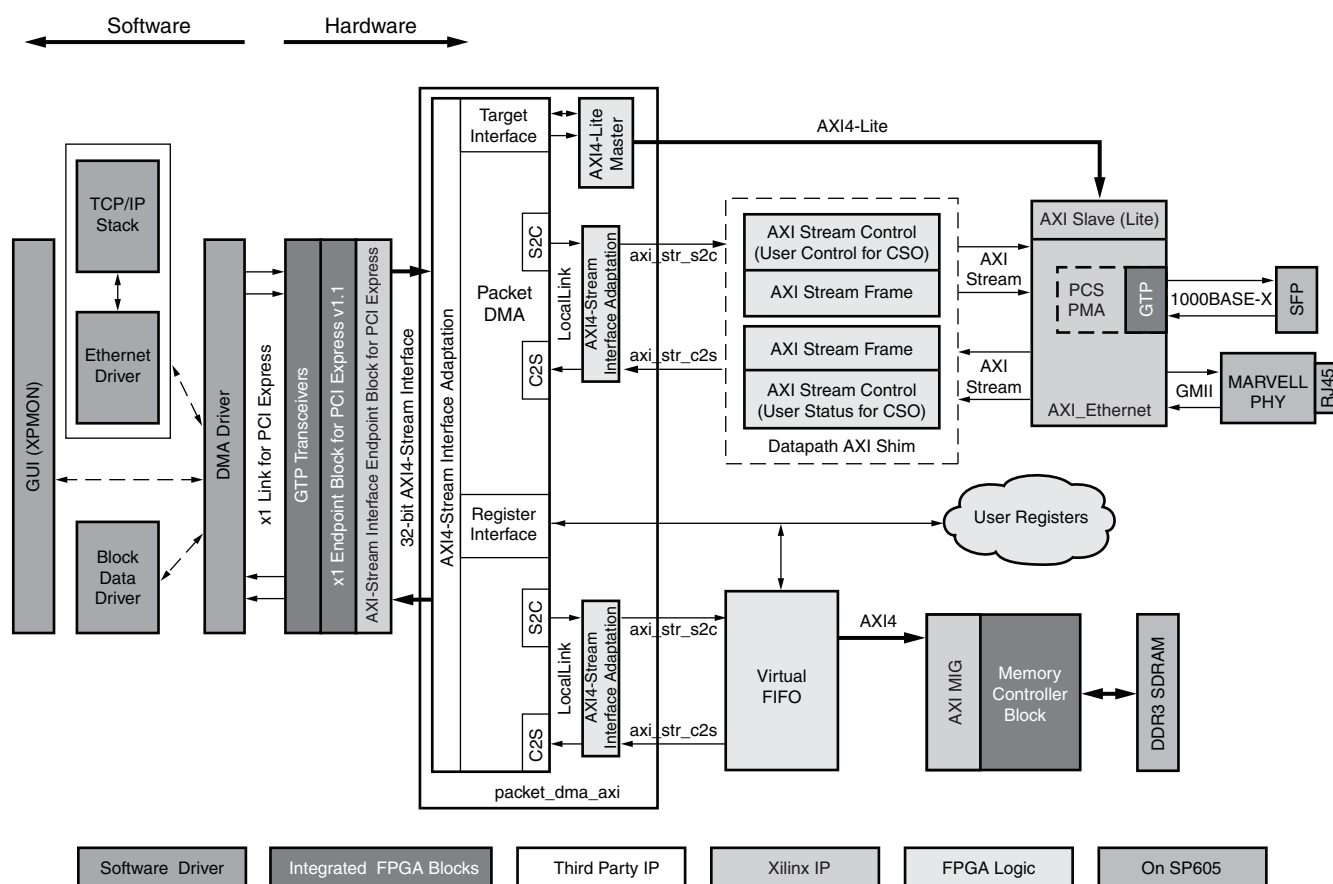 Software
Hardware
GUI (XPMON)
TCP/IP
Stack
Ethernet
Driver
Block
Data
Driver
DMA Driver
x1 Link for PCI Express
GTP Transceivers
x1 Endpoint Block for PCI Express v1.1
AXI-Stream Interface Endpoint Block for PCI Express
32-bit AXI4-Stream Interface
AXI4-Stream Interface Adaptation
Target
Interface
AXI4-Lite
Master
AXI4-Lite
Packet
DMA
S2C
C2S
LocalLink
AXI4-Stream
Interface Adaptation
axi_str_s2c
axi_str_c2s
AXI Stream Control
(User Control for CSO)
AXI Stream Frame
AXI Stream Frame
AXI Stream Control
(User Status for CSO)
Datapath AXI Shim
AXI
Stream
AXI
Stream
AXI Slave (Lite)
PCS
PMA
GTP
AXI_Ethernet
1000BASE-X
SFP
GMII
MARVELL
PHY
RJ45
Register
Interface
User Registers
S2C
C2S
LocalLink
AXI4-Stream
Interface Adaptation
axi_str_s2c
axi_str_c2s
Virtual
FIFO
AXI4
AXI MIG
Memory
Controller
Block
DDR3 SDRAM
packet_dma_axi
Software Driver
Integrated FPGA Blocks
Third Party IP
Xilinx IP
FPGA Logic
On SP605